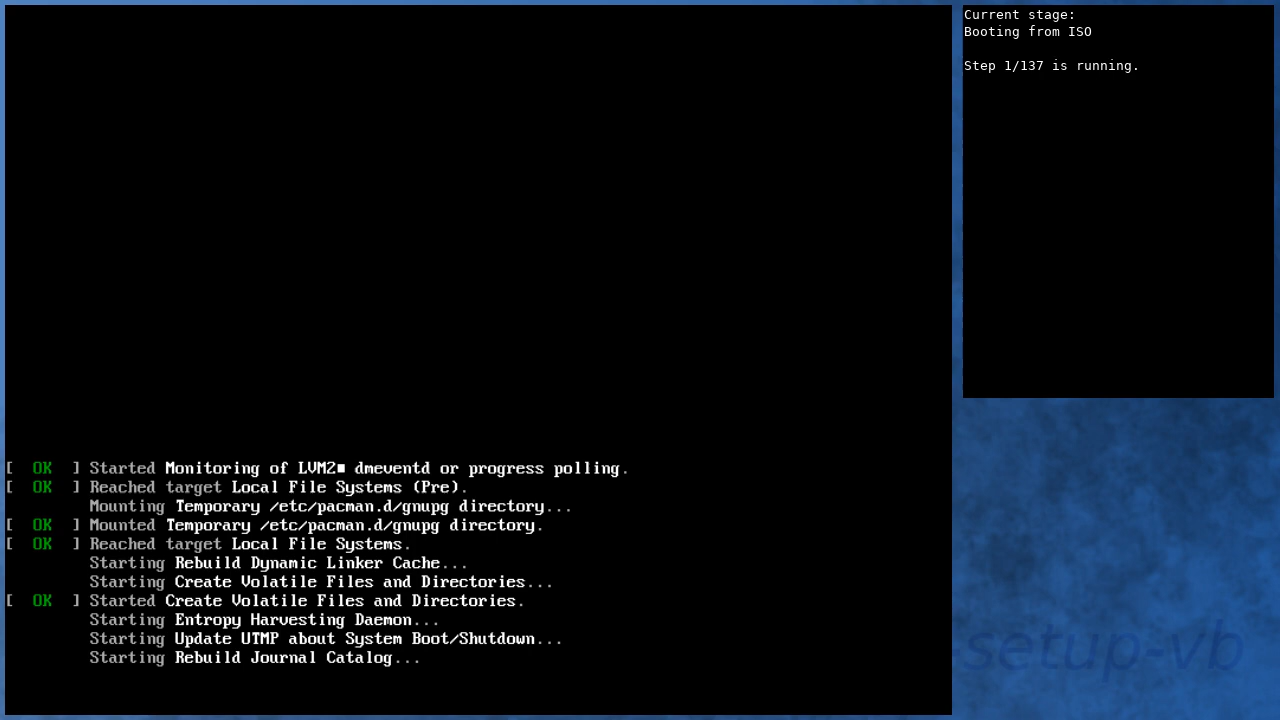 Current stage:
Booting from ISO
Step 1/137 is running.
[  OK  ] Started Monitoring of LVM2■ dmeventd or progress polling.
[  OK  ] Reached target Local File Systems (Pre).
Mounting Temporary /etc/pacman.d/gnupg directory...
[  OK  ] Mounted Temporary /etc/pacman.d/gnupg directory.
[  OK  ] Reached target Local File Systems.
Starting Rebuild Dynamic Linker Cache...
Starting Create Volatile Files and Directories...
[  OK  ] Started Create Volatile Files and Directories.
Starting Entropy Harvesting Daemon...
Starting Update UTMP about System Boot/Shutdown...
Starting Rebuild Journal Catalog...
-setup-vb